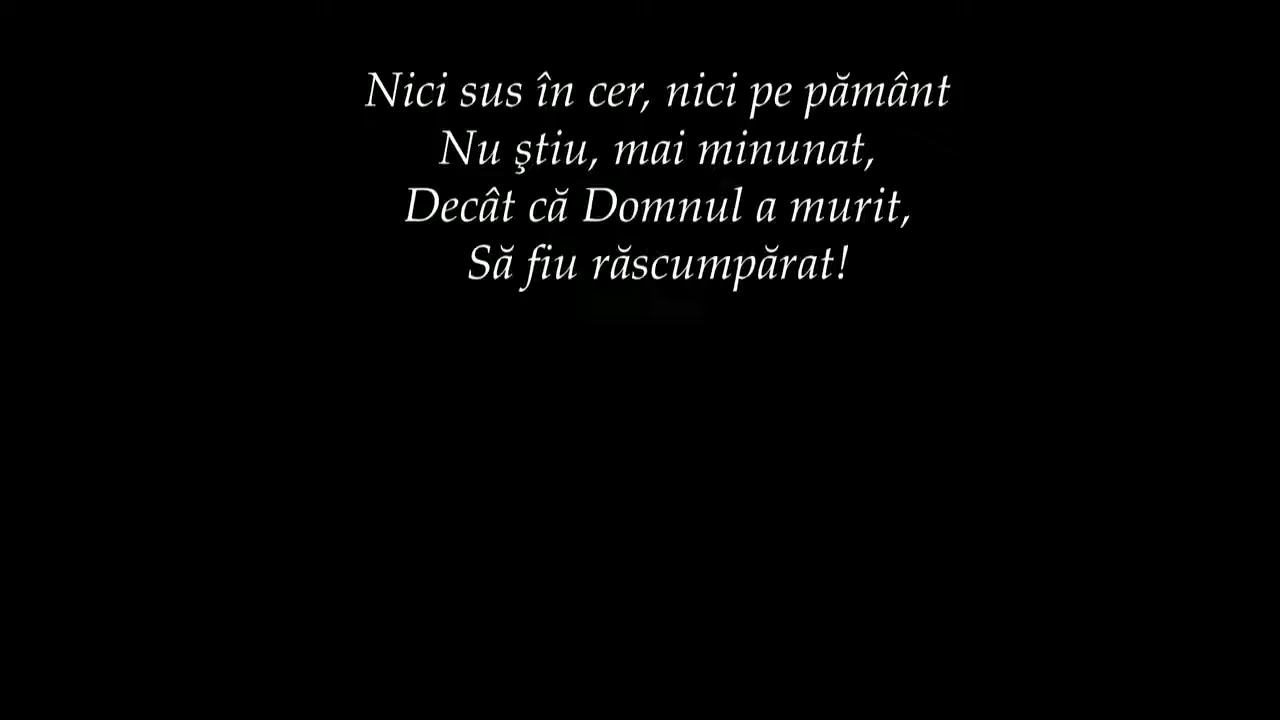 Nici sus în cer, nici pe pământ
Nu ştiu, mai minunat,
Decât că Domnul a murit,
Să fiu răscumpărat!